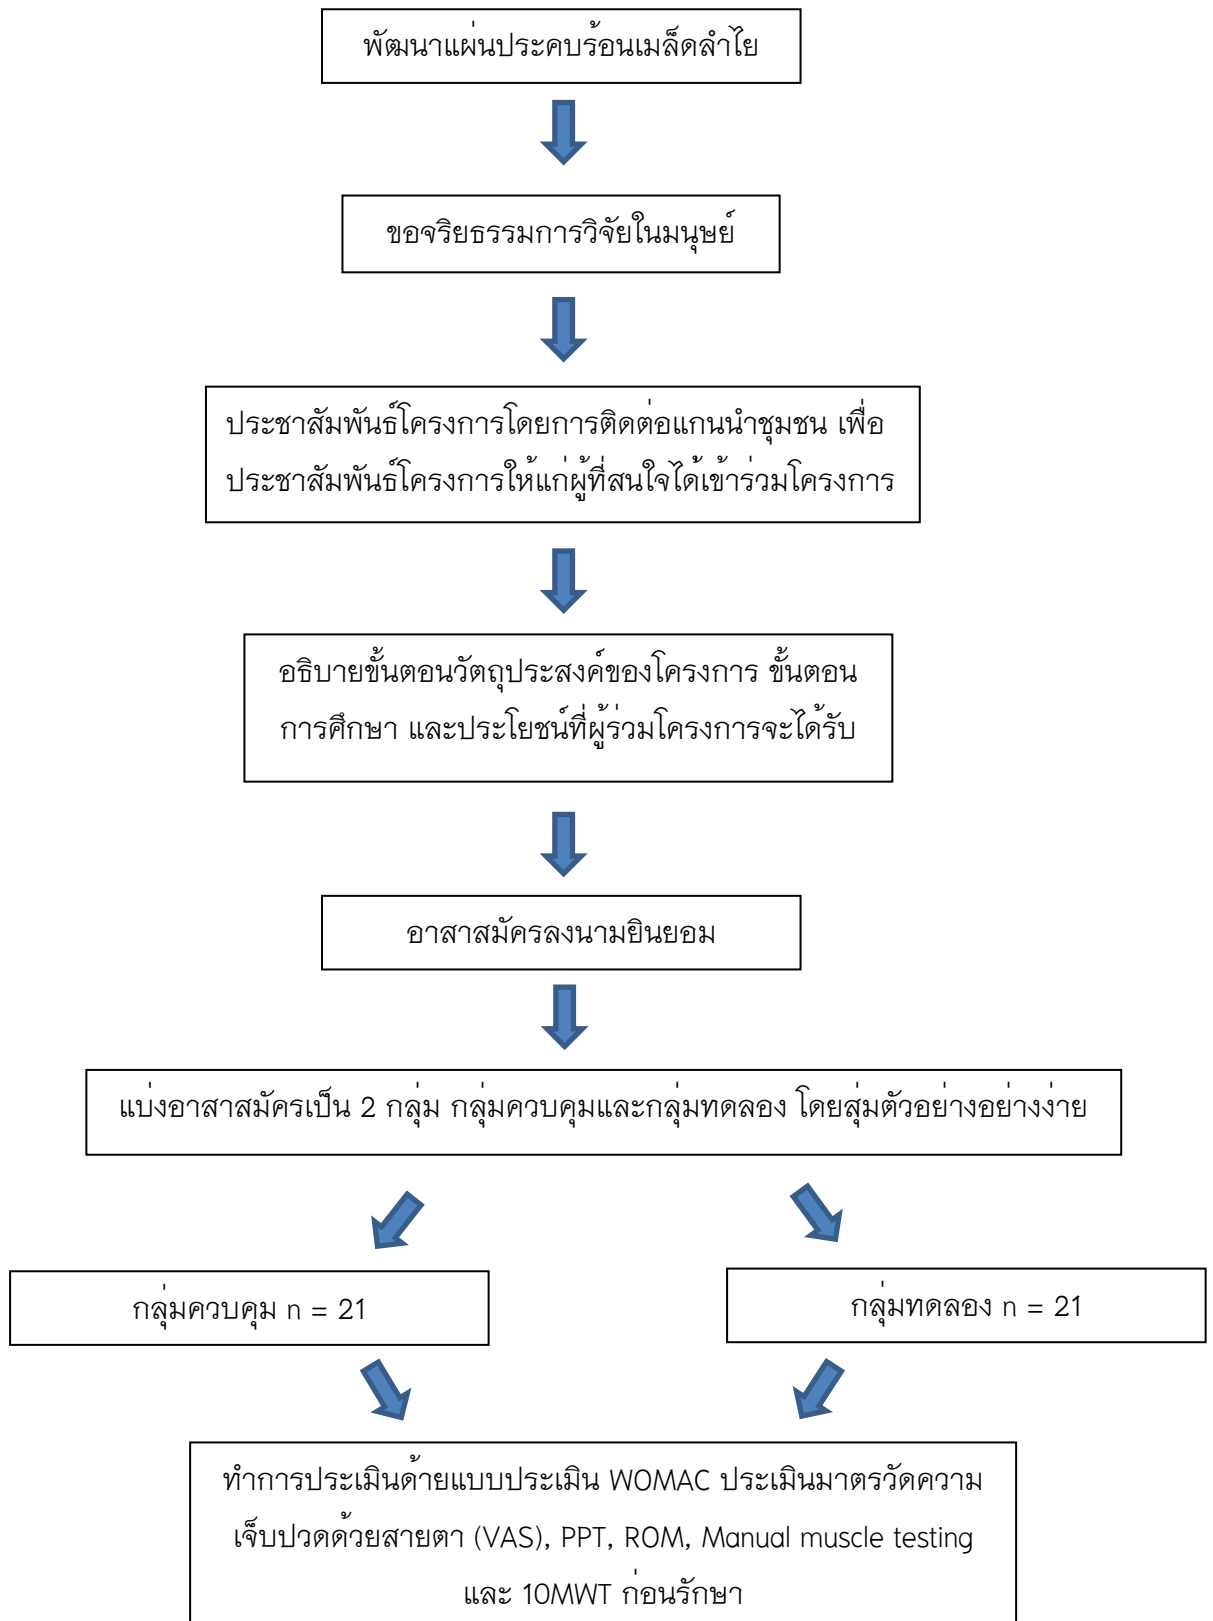 พัฒนาแผ่นประคบร้อนเมล็ดลำไย
ขอจริยธรรมการวิจัยในมนุษย์
ประชาสัมพันธ์โครงการโดยการติดต่อแกนนำชุมชน เพื่อ
ประชาสัมพันธ์โครงการให้แก่ผู้ที่สนใจได้เข้าร่วมโครงการ
อธิบายขั้นตอนวัตถุประสงค์ของโครงการ ขั้นตอน
การศึกษา และประโยชน์ที่ผู้ร่วมโครงการจะได้รับ
อาสาสมัครลงนามยินยอม
แบ่งอาสาสมัครเป็น 2 กลุ่ม กลุ่มควบคุมและกลุ่มทดลอง โดยสุ่มตัวอย่างอย่างง่าย
กลุ่มควบคุม n = 21
กลุ่มทดลอง n = 21
ทำการประเมินด้ายแบบประเมิน WOMAC ประเมินมาตรวัดความ
เจ็บปวดด้วยสายตา (VAS), PPT, ROM, Manual muscle testing
และ 10MWT ก่อนรักษา